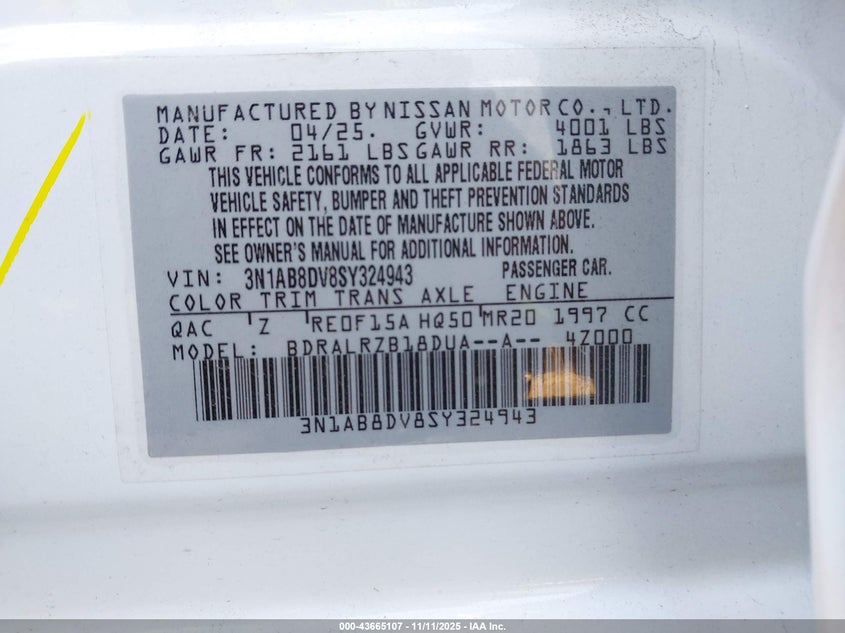 MANUFACTURED BY NISSAN MOTOR CO., LTD.
DATE: 04/25. GVWR: 4001 LBS
GAWR FR: 2161 LBS GAWR RR: 1863 LBS
THIS VEHICLE CONFORMS TO ALL APPLICABLE FEDERAL MOTOR
VEHICLE SAFETY, BUMPER AND THEFT PREVENTION STANDARDS
IN EFFECT ON THE DATE OF MANUFACTURE SHOWN ABOVE.
SEE OWNER'S MANUAL FOR ADDITIONAL INFORMATION.
VIN: 3N1AB8DV8SY324943 PASSENGER CAR.
COLOR TRIM TRANS AXLE ENGINE
QAC Z RE0F15A HQ50 MR20 1997 CC
MODEL: BDRALRZB18DUA--A-- 4Z000
3N1AB8DV8SY324943
000-43665107 - 11/11/2025 - IAA Inc.